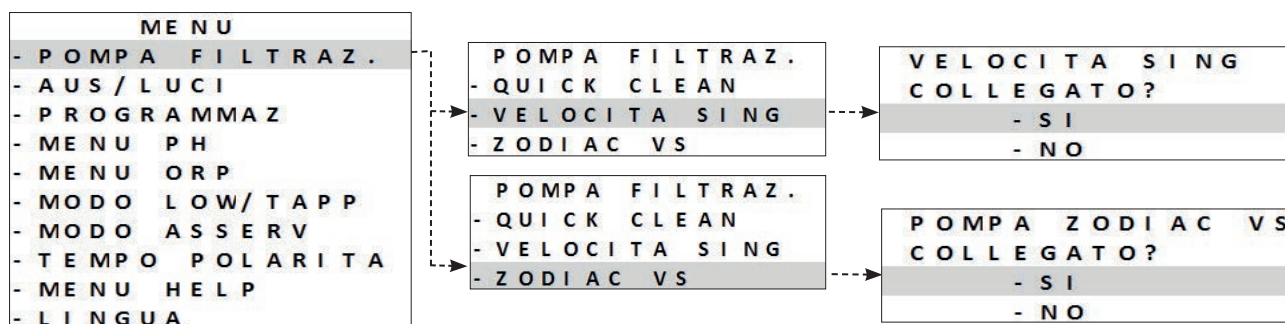 MENU
- POMPA FILTRAZ.
- AUS/LUCI
- PROGRAMMAZ
- MENU PH
- MENU ORP
- MODO LOW/TAPP
- MODO ASSERV
- TEMPO POLARITA
- MENU HELP
- LINGUA
POMPA FILTRAZ.
- QUICK CLEAN
- VELOCITA SING
- ZODIAC VS
VELOCITA SING
COLLEGATO?
- SI
- NO
POMPA FILTRAZ.
- QUICK CLEAN
- VELOCITA SING
- ZODIAC VS
POMPA ZODIAC VS
COLLEGATO?
- SI
- NO